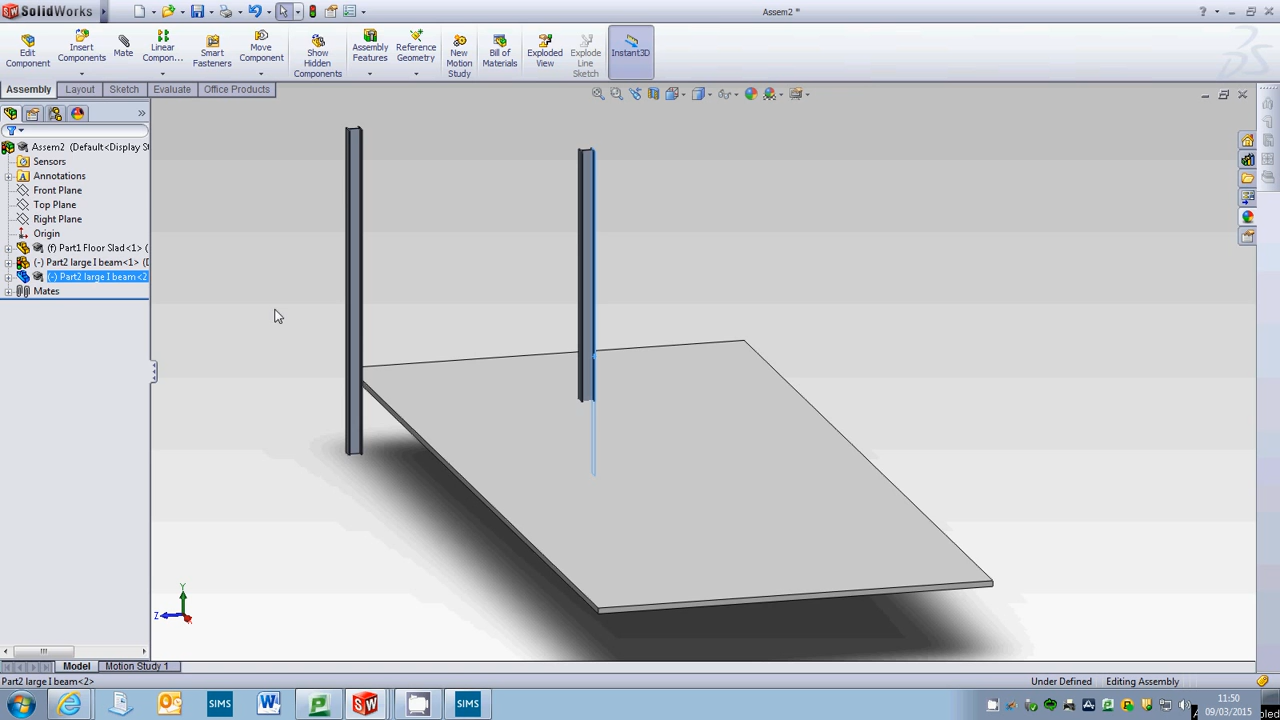 SolidWorks
Assem2 *
Edit Component
Insert Components
Mate
Linear Compon...
Smart Fasteners
Move Component
Show Hidden Components
Assembly Features
Reference Geometry
New Motion Study
Bill of Materials
Exploded View
Explode Line Sketch
Instant3D
Assembly
Layout
Sketch
Evaluate
Office Products
Assem2 (Default<Display St
Sensors
Annotations
Front Plane
Top Plane
Right Plane
Origin
(f) Part1 Floor Slad<1> (
(-) Part2 large I beam<1> (D
(-) Part2 large I beam<2
Mates
Y
Z
Model
Motion Study 1
Part2 large I beam<2>
Under Defined
Editing Assembly
SIMS
SIMS
11:50
09/03/2015